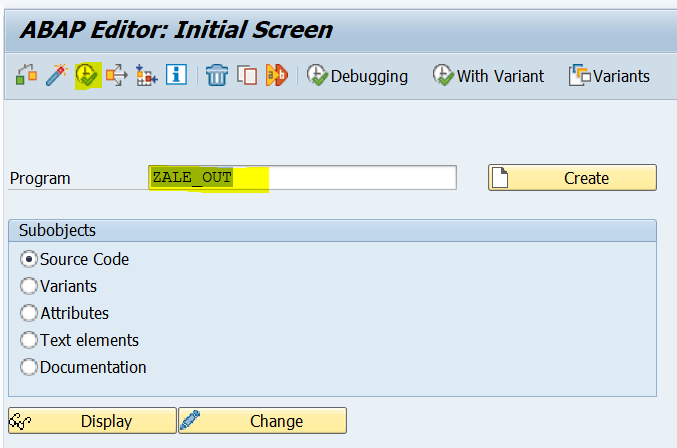 ABAP Editor: Initial Screen
Debugging With Variant Variants
Program ZALE_OUT Create
Subobjects
Source Code
Variants
Attributes
Text elements
Documentation
Display Change